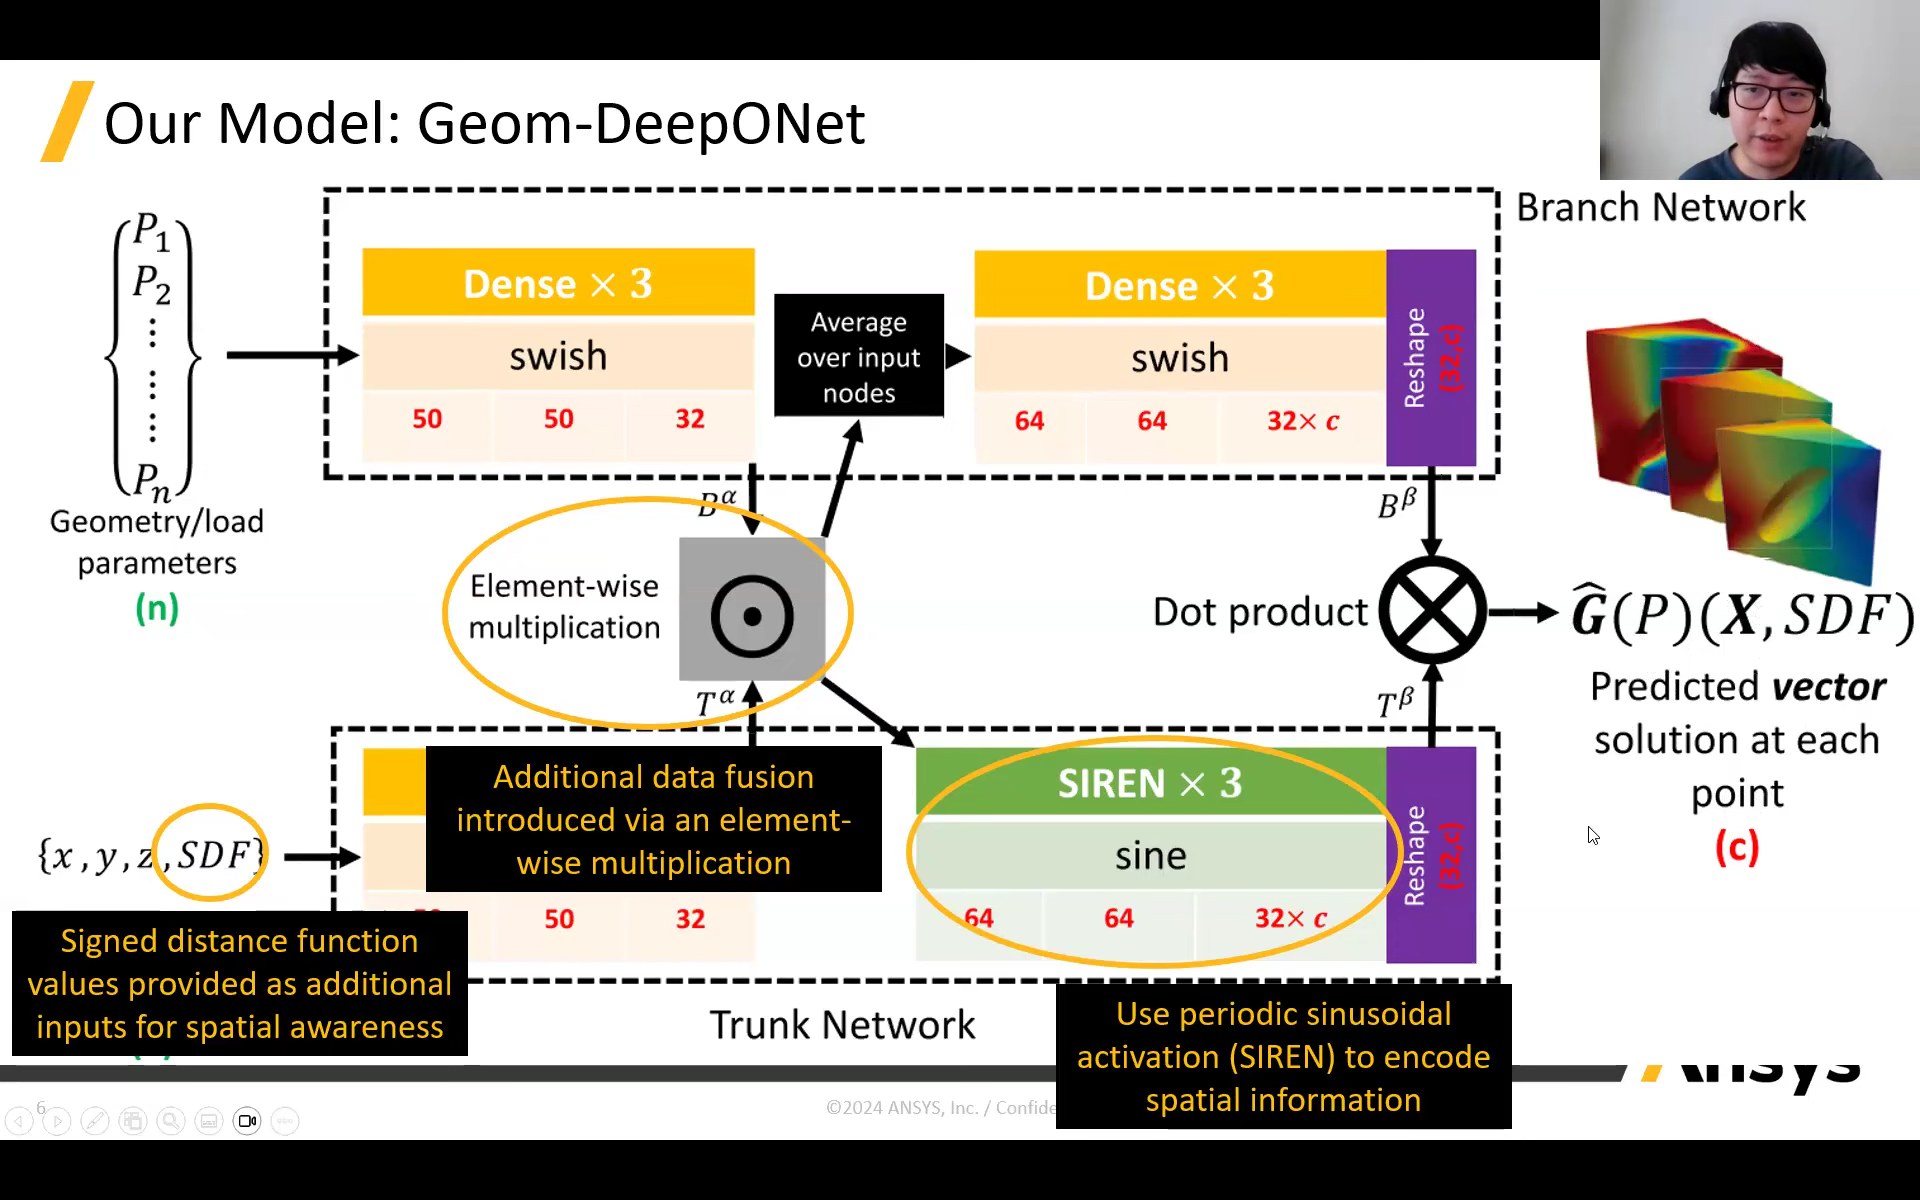 Our Model: Geom-DeepONet
Branch Network
P1
P2
Pn
Geometry/load
parameters
(n)
Dense × 3
swish
50 50 32
Average
over input
nodes
Dense × 3
swish
64 64 32× c
Reshape
(32,c)
B^α
B^β
Element-wise
multiplication
Dot product
Ĝ(P)(X, SDF)
T^α
T^β
Predicted vector
solution at each
point
(c)
{x, y, z, SDF}
Additional data fusion
introduced via an element-
wise multiplication
50 32
SIREN × 3
sine
64 64 32× c
Reshape
(32,c)
Signed distance function
values provided as additional
inputs for spatial awareness
Trunk Network
Use periodic sinusoidal
activation (SIREN) to encode
spatial information
Ansys
6
©2024 ANSYS, Inc. / Confide